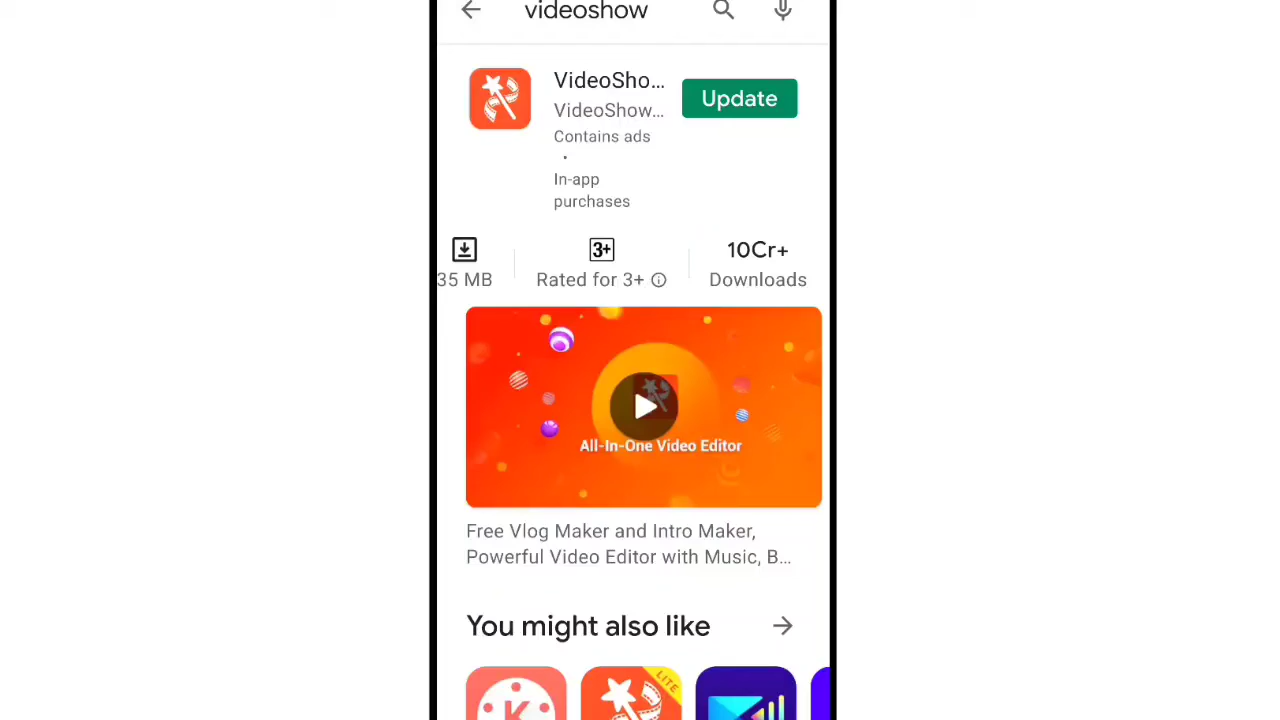 videoshow
VideoSho...
Update
VideoShow...
Contains ads
•
In-app
purchases
3+
10Cr+
35 MB
Rated for 3+
Downloads
All-In-One Video Editor
Free Vlog Maker and Intro Maker,
Powerful Video Editor with Music, B...
You might also like
K
LITE